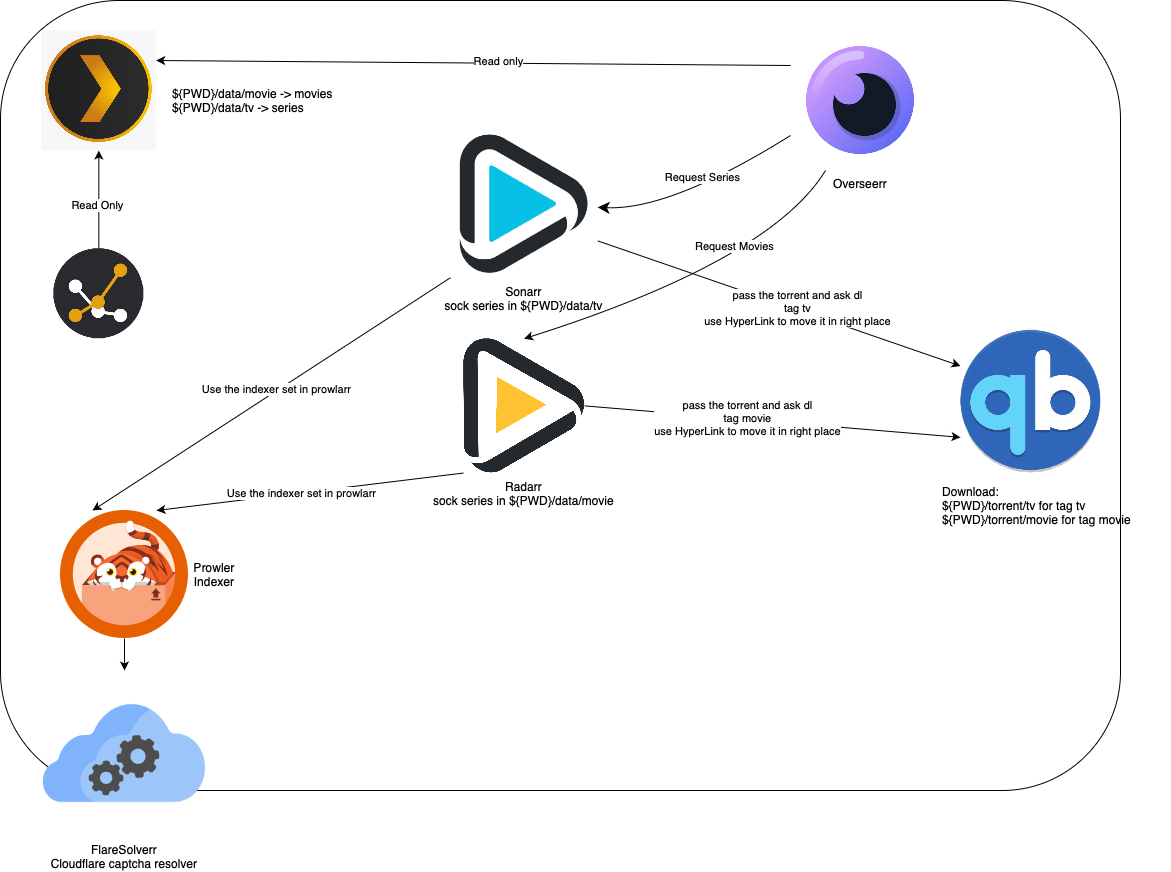 Read only
${PWD}/data/movie -> movies
${PWD}/data/tv -> series
Request Series
Overseerr
Read Only
Request Movies
Sonarr
sock series in ${PWD}/data/tv
pass the torrent and ask dl
tag tv
use HyperLink to move it in right place
qb
Use the indexer set in prowlarr
pass the torrent and ask dl
tag movie
use HyperLink to move it in right place
Radarr
sock series in ${PWD}/data/movie
Use the indexer set in prowlarr
Download:
${PWD}/torrent/tv for tag tv
${PWD}/torrent/movie for tag movie
Prowler
Indexer
FlareSolverr
Cloudflare captcha resolver